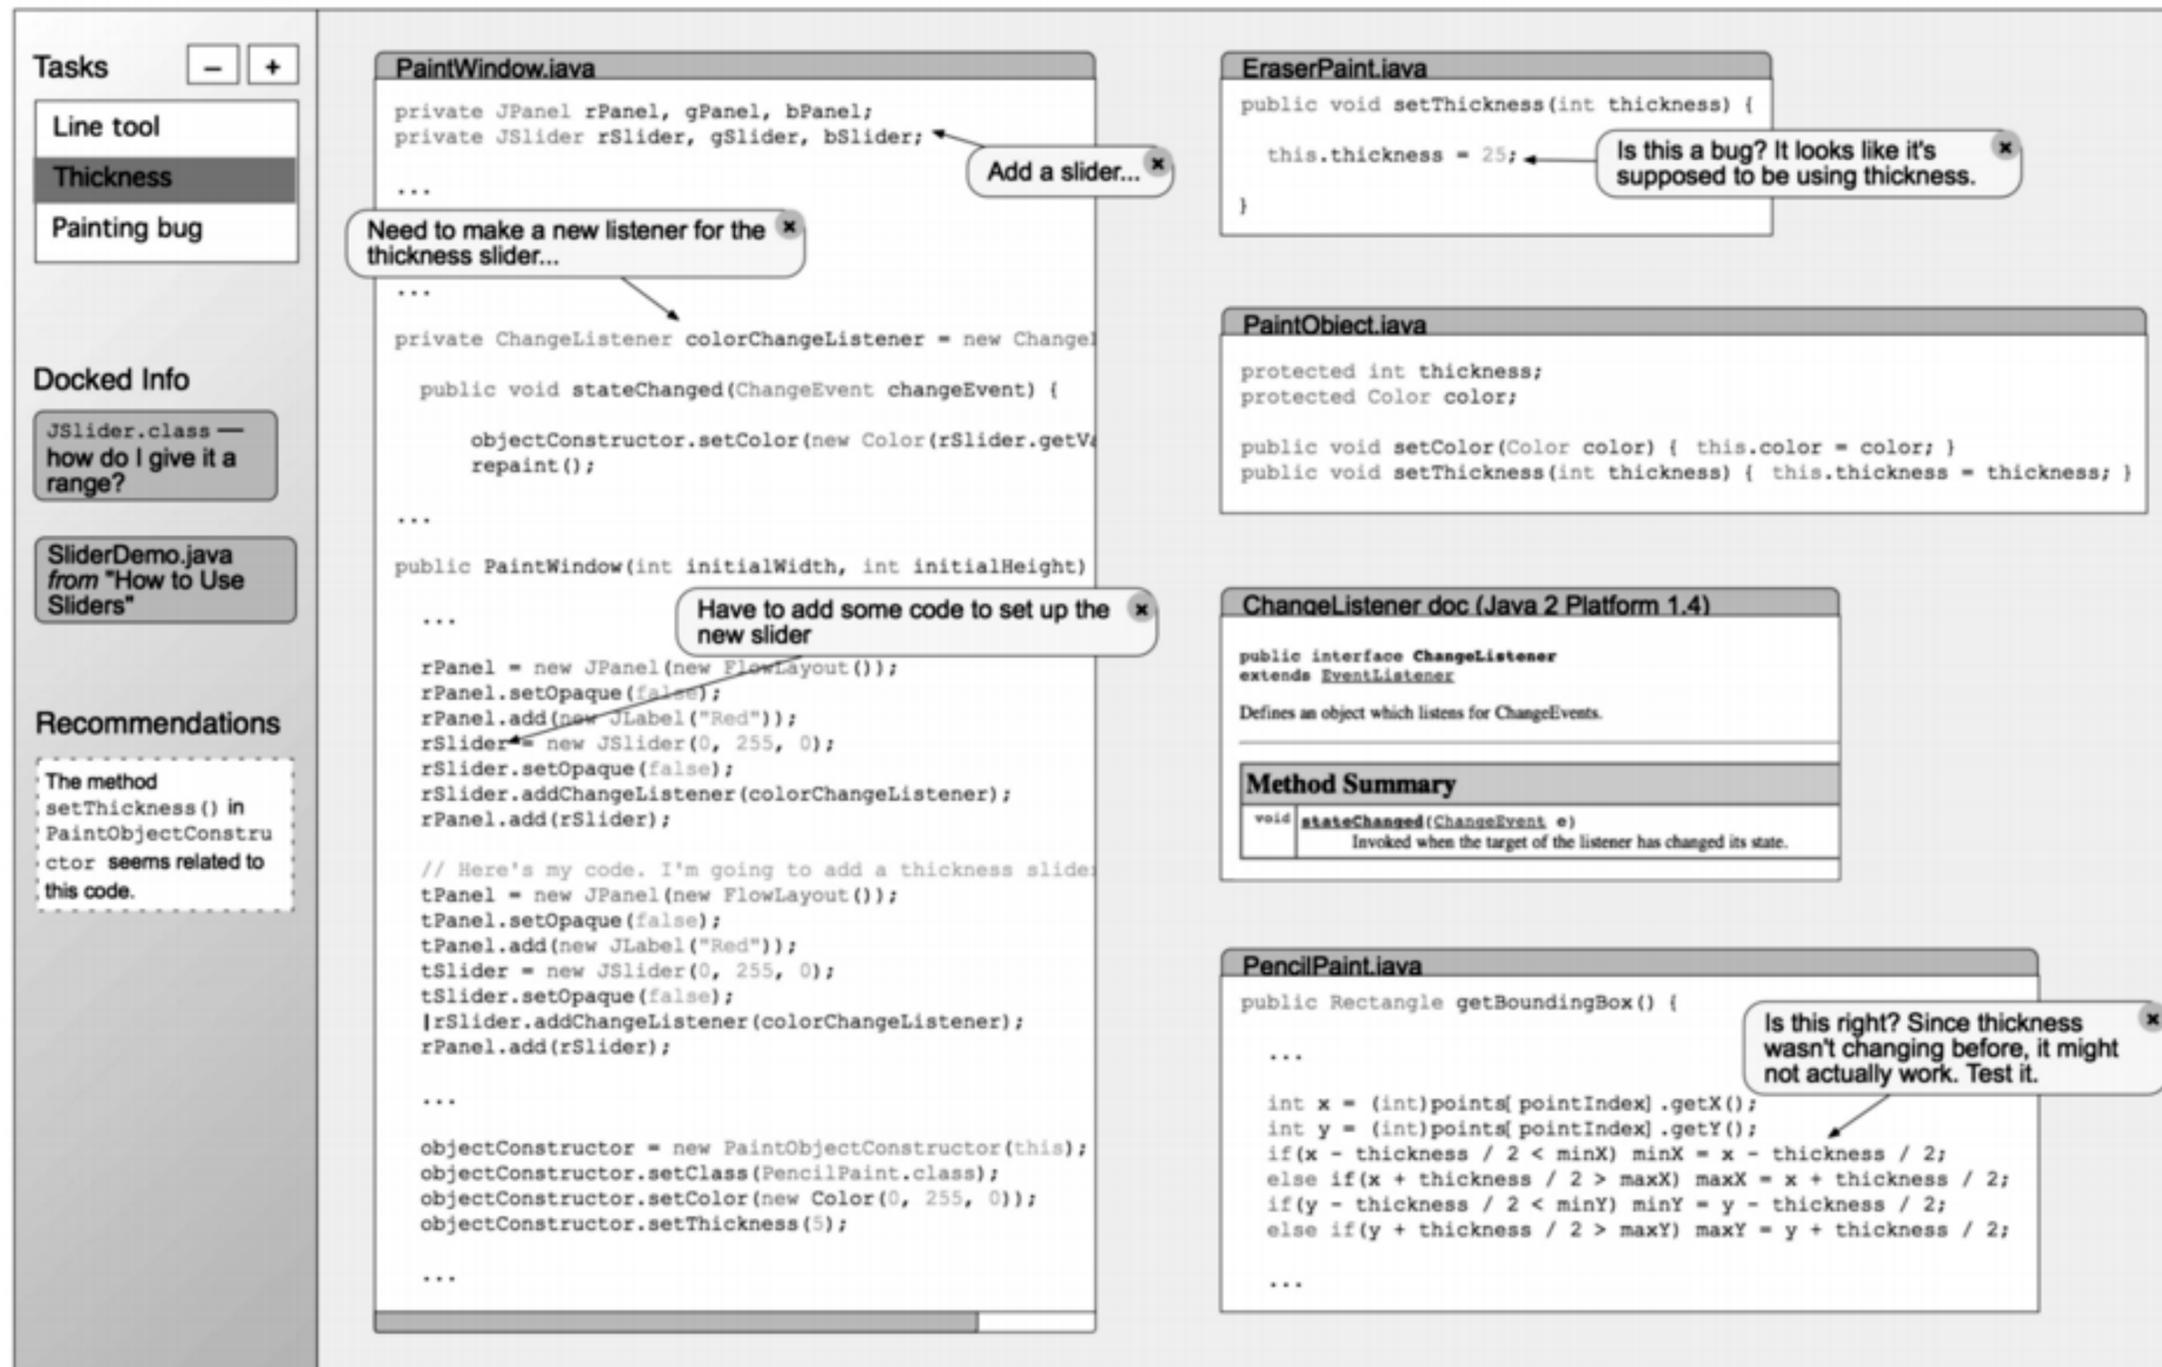 Tasks
–
+
Line tool
Thickness
Painting bug
Docked Info
JSlider.class —
how do I give it a
range?
SliderDemo.java
from "How to Use
Sliders"
Recommendations
The method
setThickness() in
PaintObjectConstru
ctor seems related to
this code.
PaintWindow.java
private JPanel rPanel, gPanel, bPanel;
private JSlider rSlider, gSlider, bSlider;
Add a slider...
...
Need to make a new listener for the
thickness slider...
...
private ChangeListener colorChangeListener = new Change
public void stateChanged(ChangeEvent changeEvent) {
objectConstructor.setColor(new Color(rSlider.getVa
repaint();
...
public PaintWindow(int initialWidth, int initialHeight)
Have to add some code to set up the
new slider
...
rPanel = new JPanel(new FlowLayout());
rPanel.setOpaque(false);
rPanel.add(new JLabel("Red"));
rSlider = new JSlider(0, 255, 0);
rSlider.setOpaque(false);
rSlider.addChangeListener(colorChangeListener);
rPanel.add(rSlider);
// Here's my code. I'm going to add a thickness slide
tPanel = new JPanel(new FlowLayout());
tPanel.setOpaque(false);
tPanel.add(new JLabel("Red"));
tSlider = new JSlider(0, 255, 0);
tSlider.setOpaque(false);
rSlider.addChangeListener(colorChangeListener);
rPanel.add(rSlider);
...
objectConstructor = new PaintObjectConstructor(this);
objectConstructor.setClass(PencilPaint.class);
objectConstructor.setColor(new Color(0, 255, 0));
objectConstructor.setThickness(5);
...
EraserPaint.java
public void setThickness(int thickness) {
this.thickness = 25;
}
Is this a bug? It looks like it's
supposed to be using thickness.
PaintObject.java
protected int thickness;
protected Color color;
public void setColor(Color color) { this.color = color; }
public void setThickness(int thickness) { this.thickness = thickness; }
ChangeListener doc (Java 2 Platform 1.4)
public interface ChangeListener
extends EventListener
Defines an object which listens for ChangeEvents.
Method Summary
void stateChanged(ChangeEvent e)
Invoked when the target of the listener has changed its state.
PencilPaint.java
public Rectangle getBoundingBox() {
Is this right? Since thickness
wasn't changing before, it might
not actually work. Test it.
...
int x = (int)points[pointIndex].getX();
int y = (int)points[pointIndex].getY();
if(x - thickness / 2 < minX) minX = x - thickness / 2;
else if(x + thickness / 2 > maxX) maxX = x + thickness / 2;
if(y - thickness / 2 < minY) minY = y - thickness / 2;
else if(y + thickness / 2 > maxY) maxY = y + thickness / 2;
...